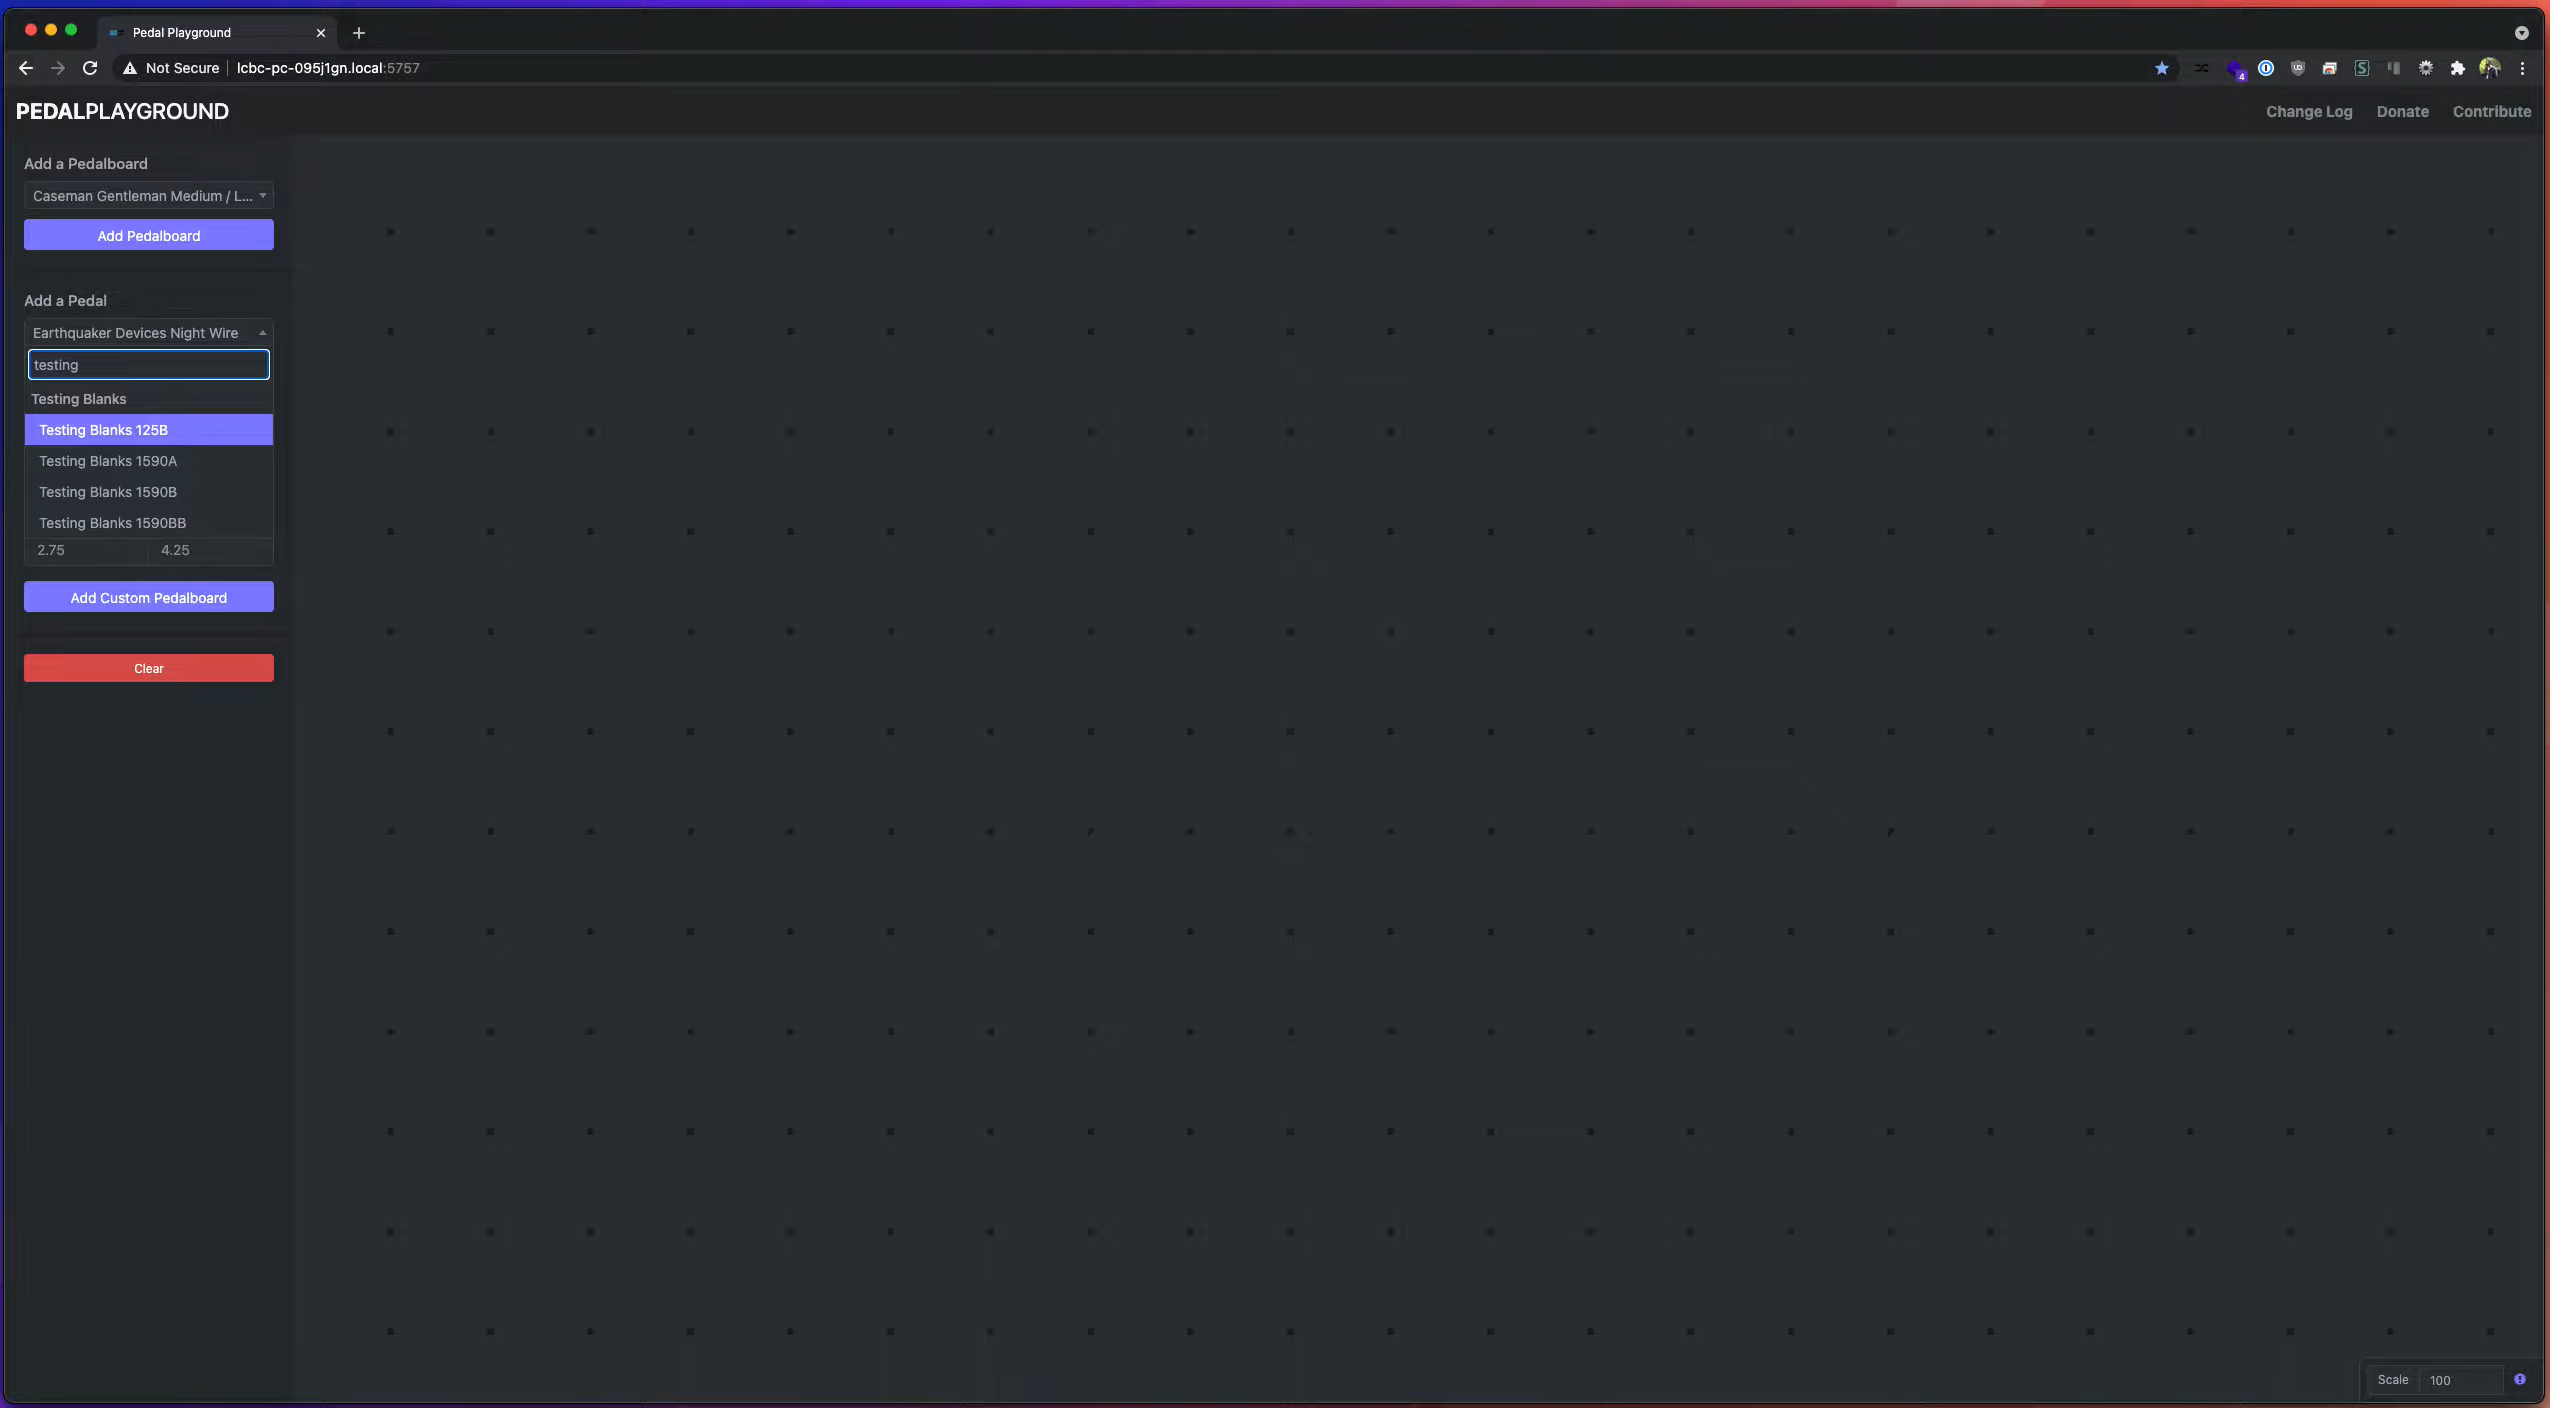 Pedal Playground
Not Secure lcbc-pc-095j1gn.local:5757
4
PEDALPLAYGROUND
Change Log Donate Contribute
Add a Pedalboard
Caseman Gentleman Medium / L...
Add Pedalboard
Add a Pedal
Earthquaker Devices Night Wire
testing
Testing Blanks
Testing Blanks 125B
Testing Blanks 1590A
Testing Blanks 1590B
Testing Blanks 1590BB
2.75 4.25
Add Custom Pedalboard
Clear
Scale 100